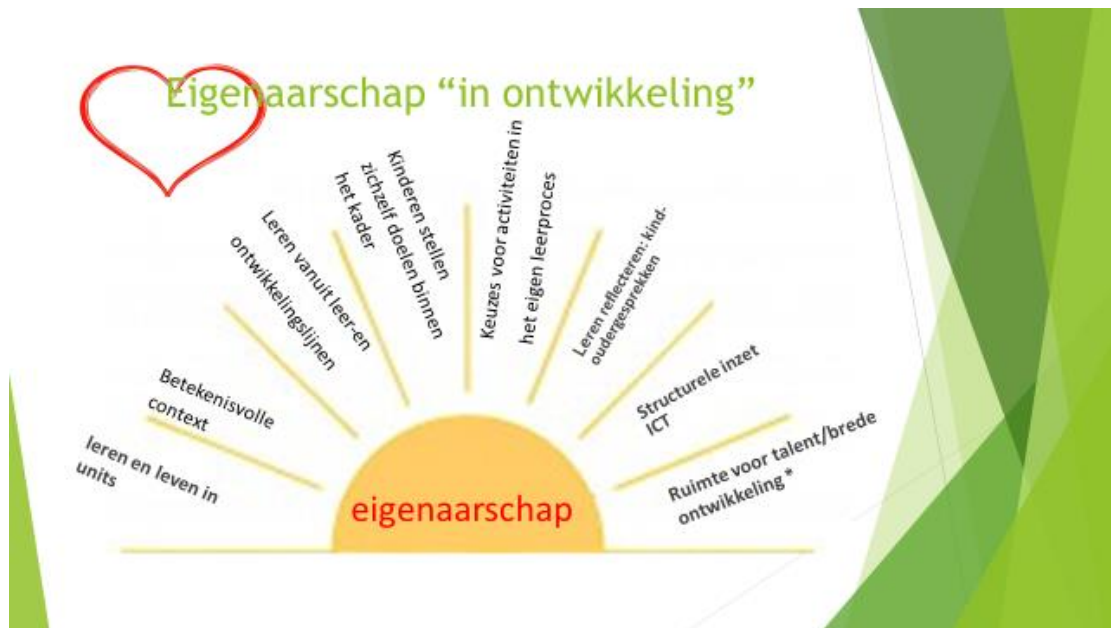 Eigenaarschap “in ontwikkeling”
leren en leven in
units
Betekenisvolle
context
Leren vanuit leer-en
ontwikkelingslijnen
Kinderen stellen
zichzelf doelen binnen
het kader
Keuzes voor activiteiten in
het eigen leerproces
Leren reflecteren: kind-
oudergesprekken
Structurele inzet
ICT
Ruimte voor talent/brede
ontwikkeling*
eigenaarschap